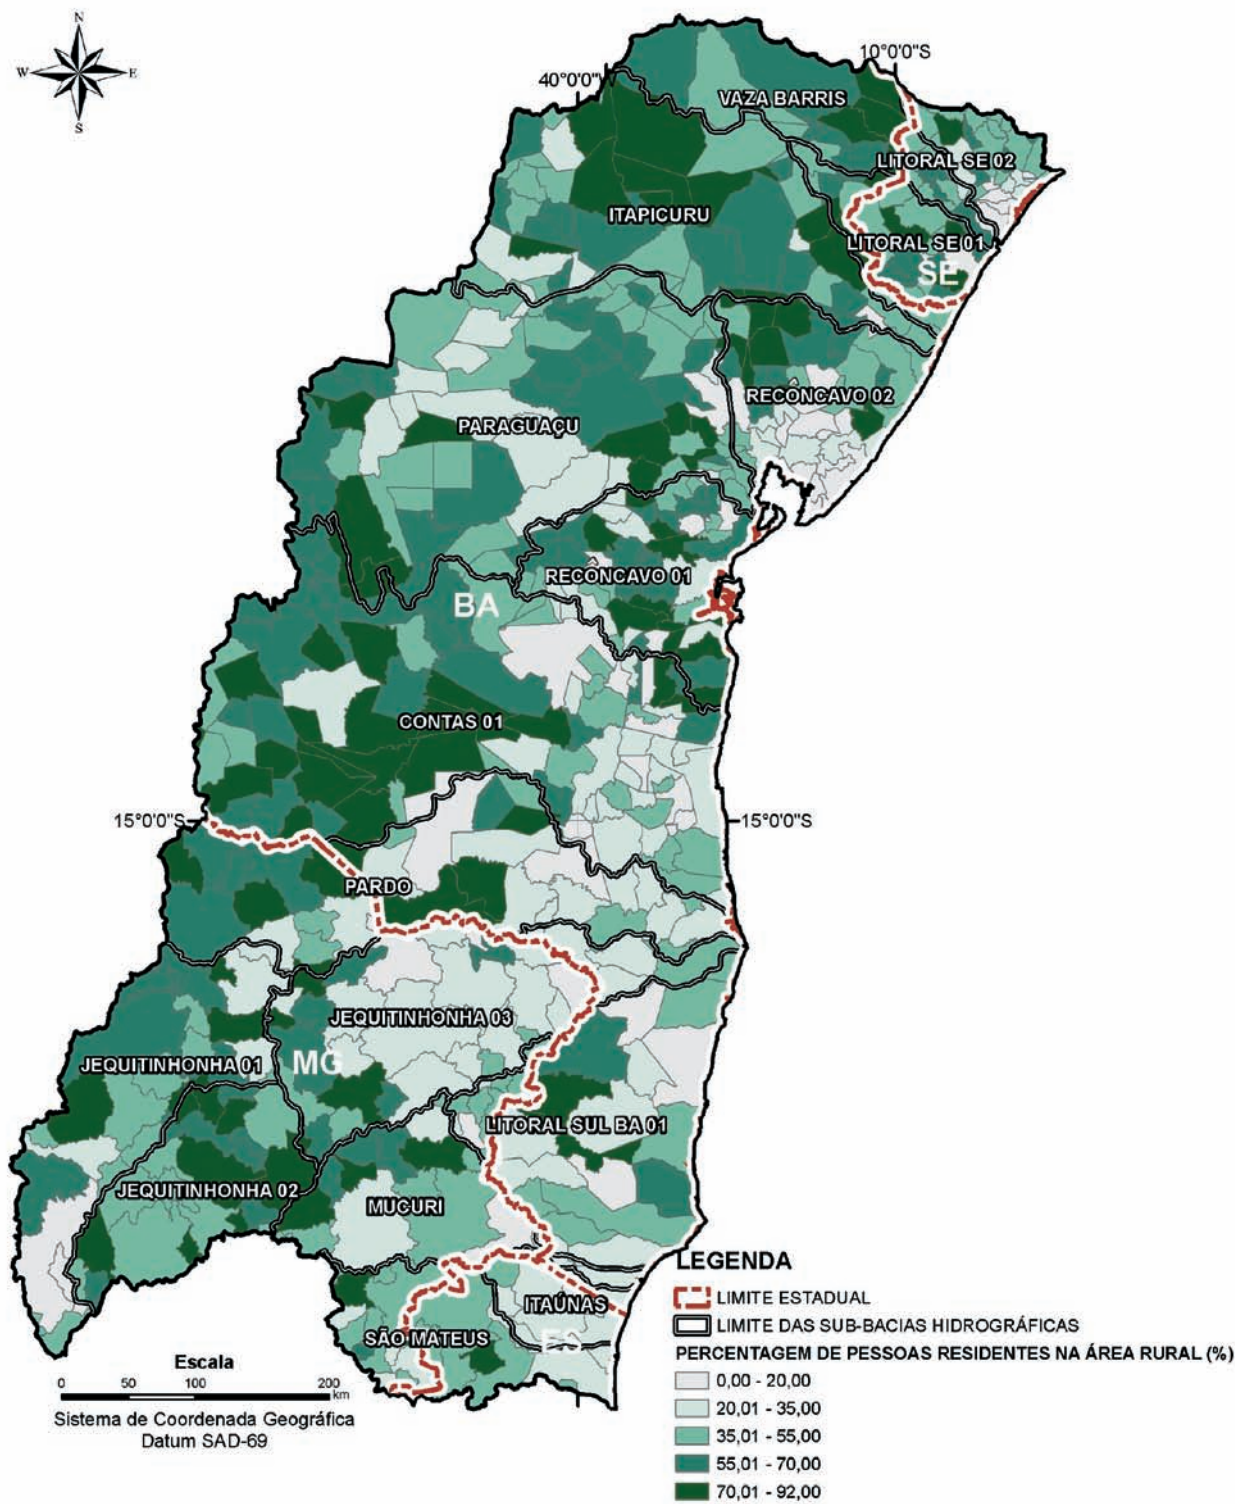 N
W E
S
10°0'0"S
40°0'0"W
VAZA BARRIS
LITORAL SE 02
ITAPICURU
LITORAL SE 01
SE
RECONCAVO 02
PARAGUAÇU
RECONCAVO 01
BA
CONTAS 01
15°0'0"S
15°0'0"S
PARDO
JEQUITINHONHA 03
MG
JEQUITINHONHA 01
LITORAL SUL BA 01
JEQUITINHONHA 02
MUCURI
ITAÚNAS
SÃO MATEUS
ES
LEGENDA
LIMITE ESTADUAL
LIMITE DAS SUB-BACIAS HIDROGRÁFICAS
PERCENTAGEM DE PESSOAS RESIDENTES NA ÁREA RURAL (%)
0,00 - 20,00
20,01 - 35,00
35,01 - 55,00
55,01 - 70,00
70,01 - 92,00
Escala
0 50 100 200
km
Sistema de Coordenada Geográfica
Datum SAD-69